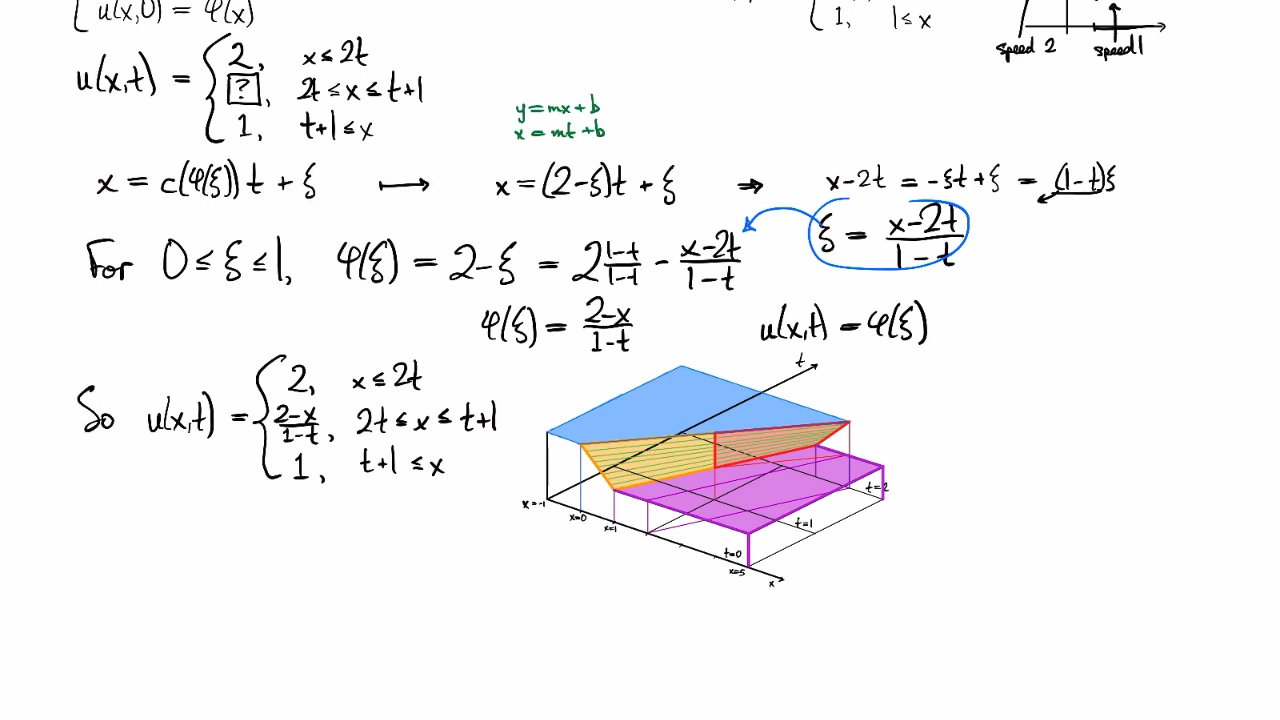 u(x,0) = φ(x)
1, 1≤x
speed 2 speed 1
u(x,t) = { 2, x≤2t
?, 2t≤x≤t+1
1, t+1≤x
y=mx+b
x=mt+b
x = c(φ(ξ))t + ξ ⟼ x=(2-ξ)t + ξ ⇒ x-2t = -ξt+ξ = (1-t)ξ
ξ = (x-2t)/(1-t)
For 0≤ξ≤1, φ(ξ) = 2-ξ = 2 (1-t)/(1-t) - (x-2t)/(1-t)
φ(ξ) = (2-x)/(1-t) u(x,t) = φ(ξ)
So u(x,t) = { 2, x≤2t
(2-x)/(1-t), 2t≤x≤t+1
1, t+1≤x
t
x=-1
x=0
x=1
t=2
t=1
t=0
x=5
x